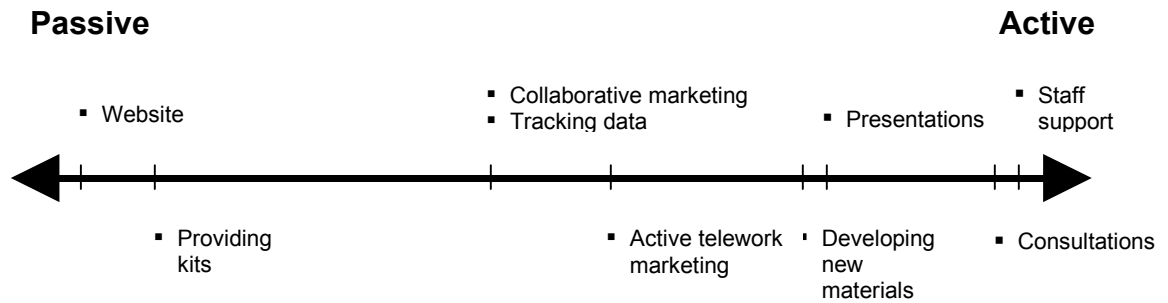 Passive
Active
▪ Website
▪ Collaborative marketing
▪ Tracking data
▪ Presentations
▪ Staff
support
▪ Providing
kits
▪ Active telework
marketing
▪ Developing
new
materials
▪ Consultations